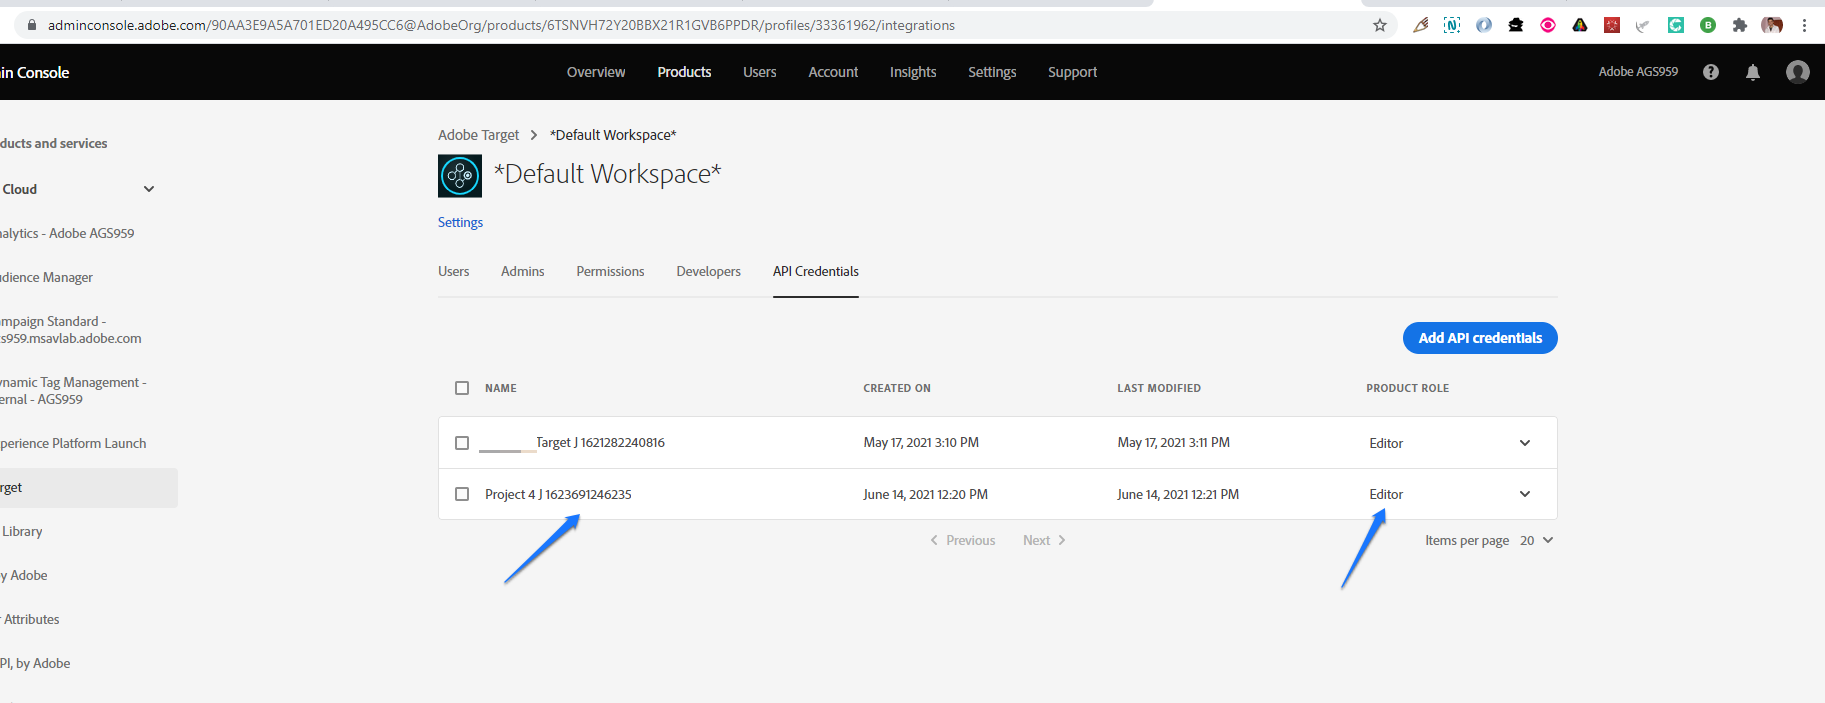 adminconsole.adobe.com/90AA3E9A5A701ED20A495CC6@AdobeOrg/products/6TSNVH72Y20BBX21R1GVB6PPDR/profiles/33361962/integrations
in Console
Overview Products Users Account Insights Settings Support
Adobe AGS959
ducts and services
Cloud
nalytics - Adobe AGS959
udience Manager
ampaign Standard -
s959.msavlab.adobe.com
ynamic Tag Management -
ernal - AGS959
xperience Platform Launch
rget
Library
y Adobe
r Attributes
PI, by Adobe
Adobe Target > *Default Workspace*
*Default Workspace*
Settings
Users Admins Permissions Developers API Credentials
Add API credentials
NAME CREATED ON LAST MODIFIED PRODUCT ROLE
Target J 1621282240816 May 17, 2021 3:10 PM May 17, 2021 3:11 PM Editor
Project 4 J 1623691246235 June 14, 2021 12:20 PM June 14, 2021 12:21 PM Editor
Previous Next
Items per page 20